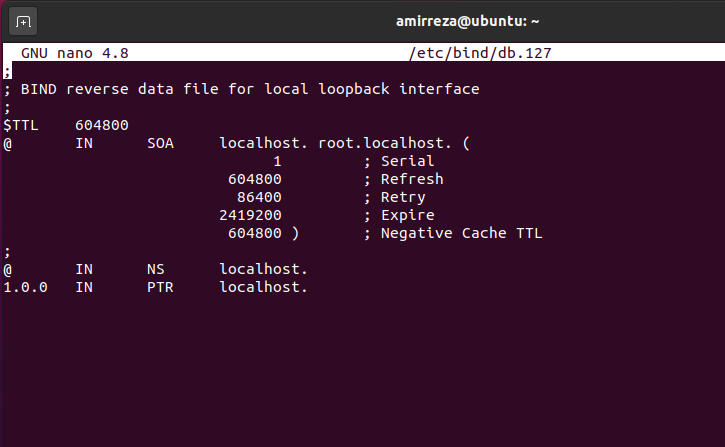 amirreza@ubuntu: ~
GNU nano 4.8 /etc/bind/db.127
;
; BIND reverse data file for local loopback interface
;
$TTL 604800
@ IN SOA localhost. root.localhost. (
1 ; Serial
604800 ; Refresh
86400 ; Retry
2419200 ; Expire
604800 ) ; Negative Cache TTL
;
@ IN NS localhost.
1.0.0 IN PTR localhost.